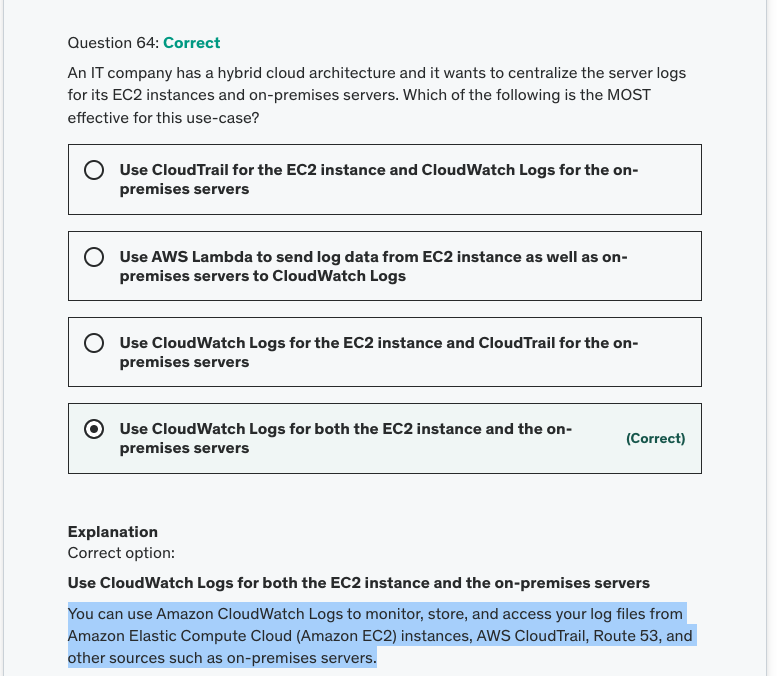 Question 64: Correct
An IT company has a hybrid cloud architecture and it wants to centralize the server logs
for its EC2 instances and on-premises servers. Which of the following is the MOST
effective for this use-case?
Use CloudTrail for the EC2 instance and CloudWatch Logs for the on-
premises servers
Use AWS Lambda to send log data from EC2 instance as well as on-
premises servers to CloudWatch Logs
Use CloudWatch Logs for the EC2 instance and CloudTrail for the on-
premises servers
Use CloudWatch Logs for both the EC2 instance and the on-
premises servers
(Correct)
Explanation
Correct option:
Use CloudWatch Logs for both the EC2 instance and the on-premises servers
You can use Amazon CloudWatch Logs to monitor, store, and access your log files from
Amazon Elastic Compute Cloud (Amazon EC2) instances, AWS CloudTrail, Route 53, and
other sources such as on-premises servers.